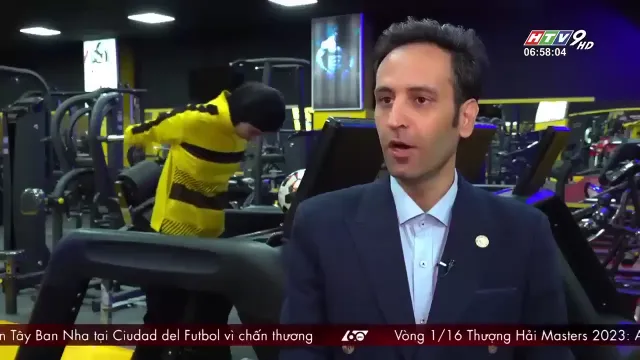 HTV9 HD
06:58:04
n Tây Ban Nha tại Ciudad del Futbol vì chấn thương
60
Vòng 1/16 Thượng Hải Masters 2023: A